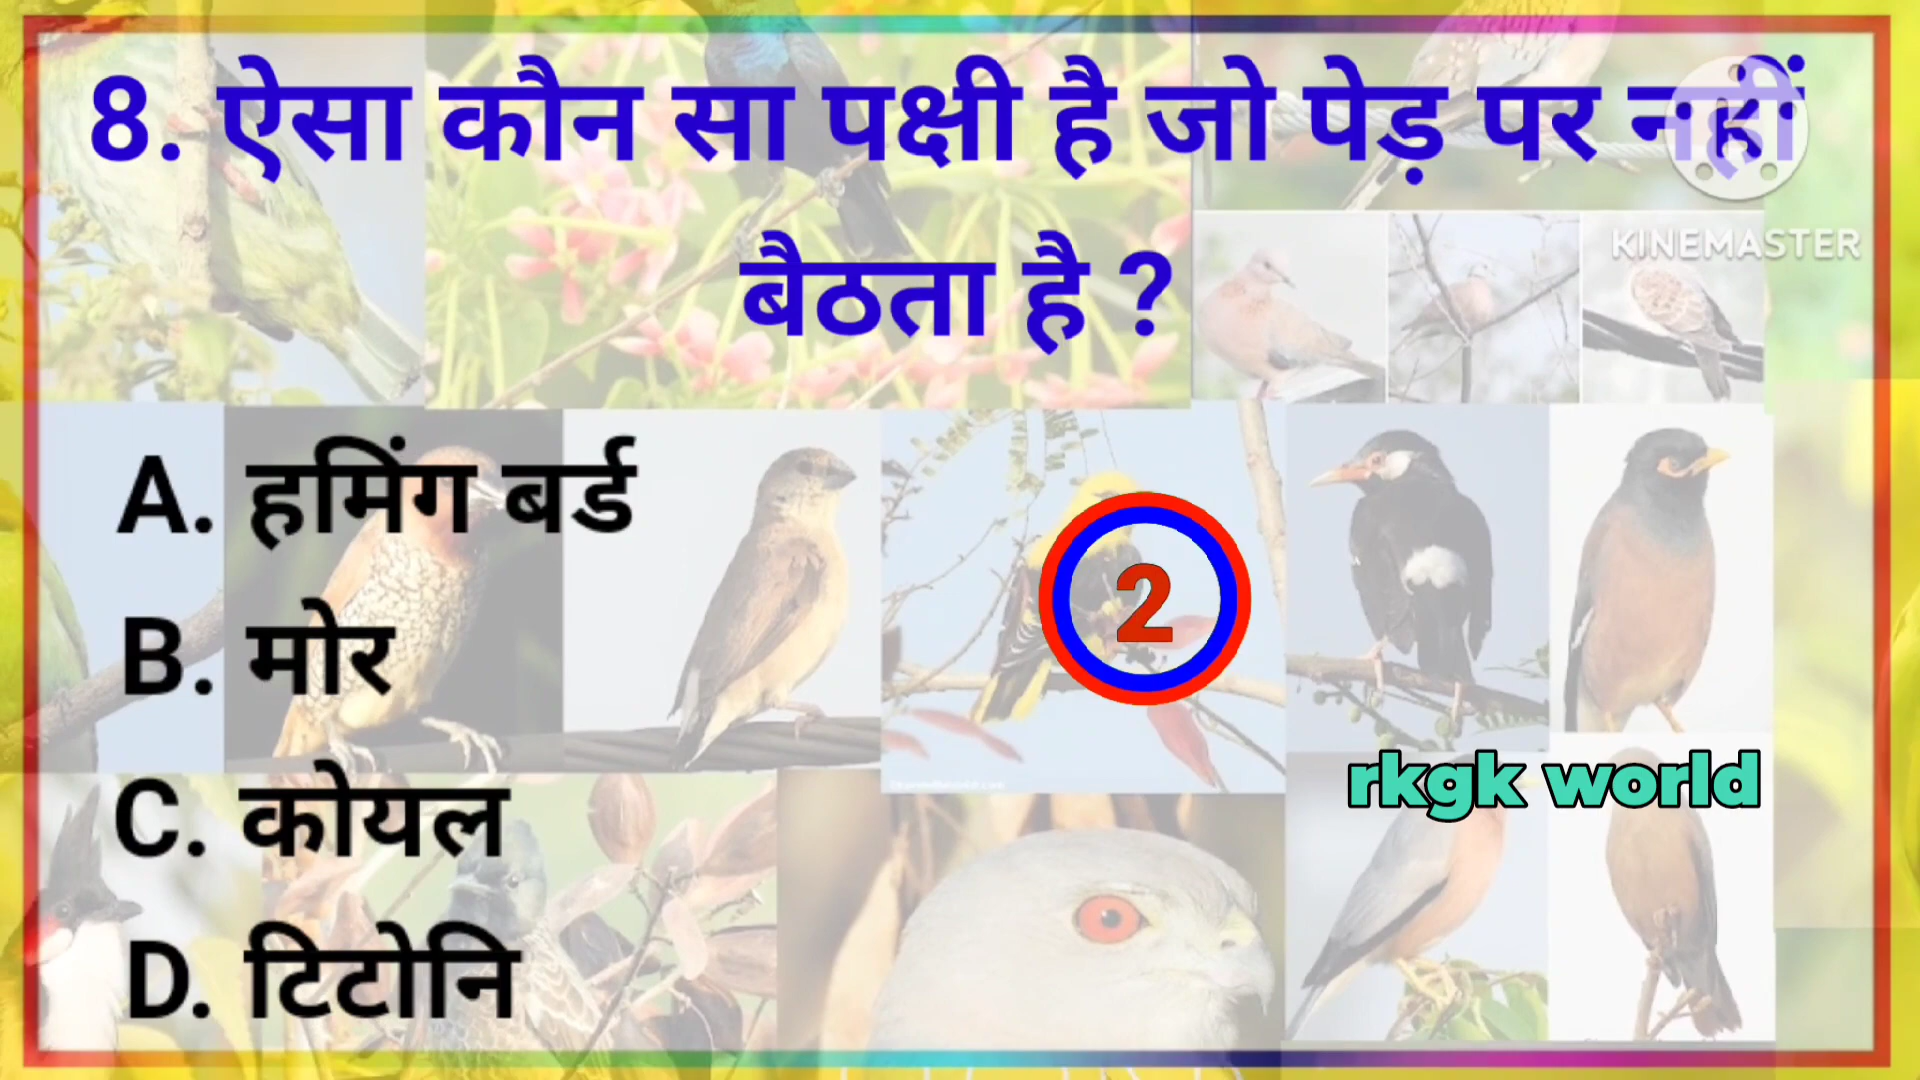 8. ऐसा कौन सा पक्षी है जो पेड़ पर नहीं
बैठता है ?
KINEMASTER
A. हमिंग बर्ड
2
B. मोर
rkgk world
C. कोयल
D. टिटोनि